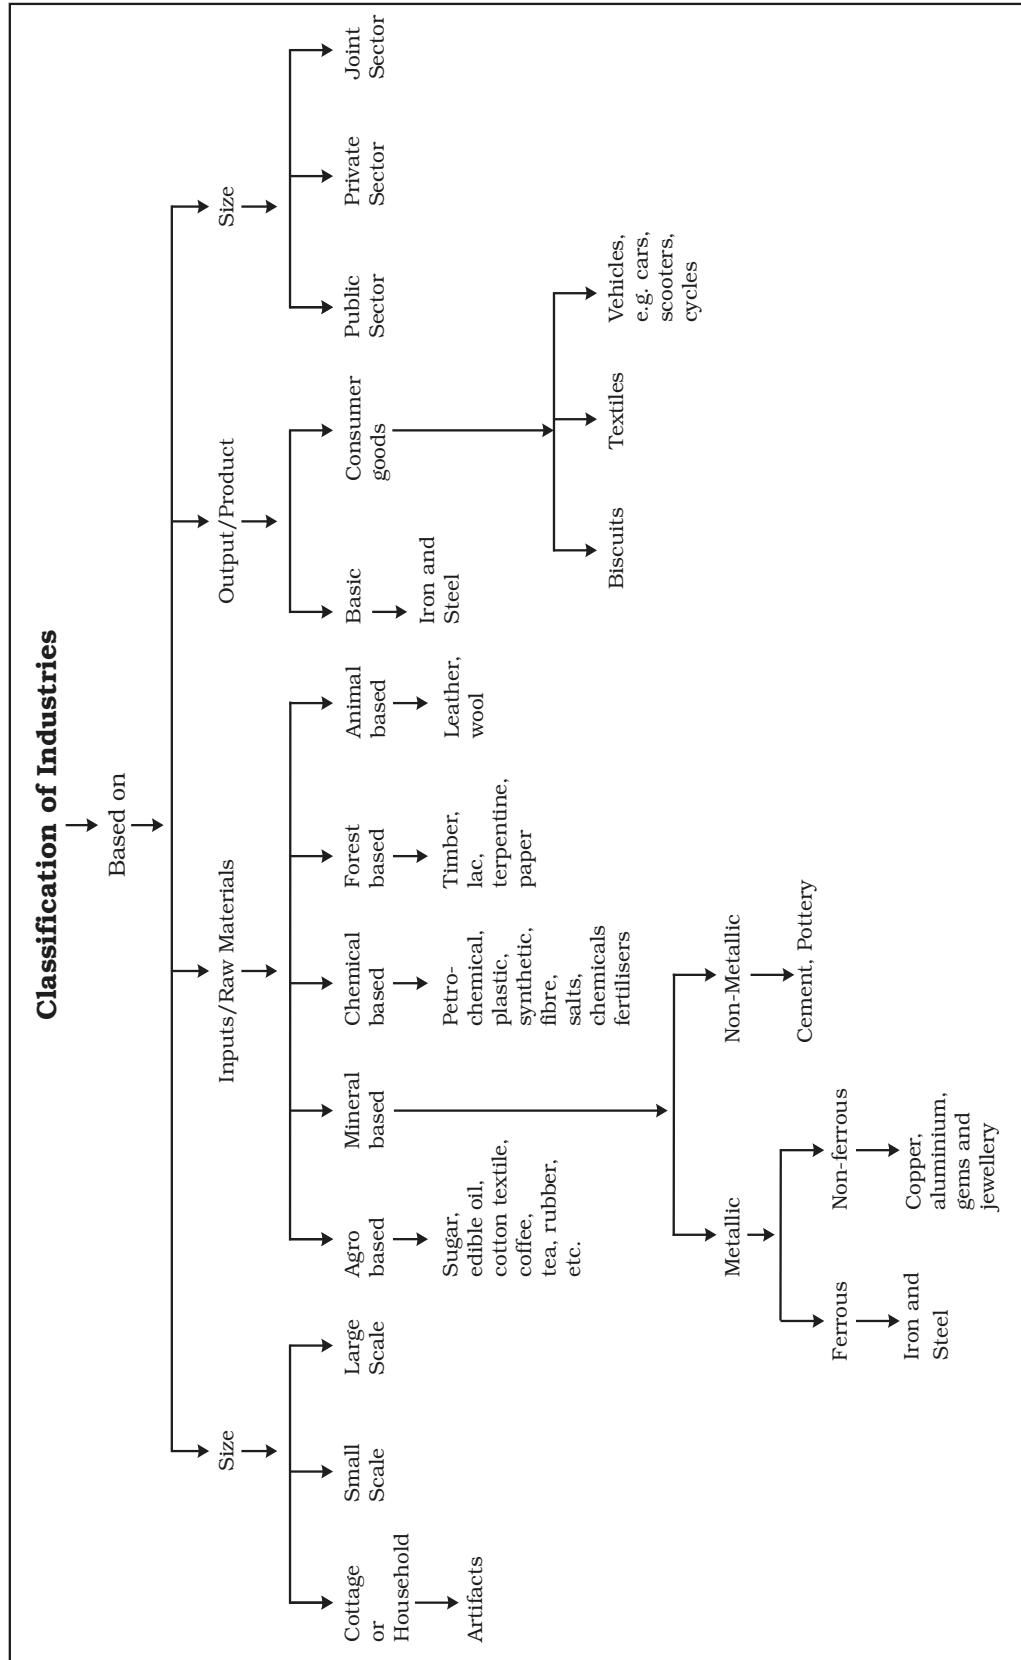 Classification of Industries
Based on
Size
Inputs/Raw Materials
Output/Product
Size
Cottage
or
Household
Small
Scale
Large
Scale
Agro
based
Mineral
based
Chemical
based
Forest
based
Animal
based
Basic
Consumer
goods
Public
Sector
Private
Sector
Joint
Sector
Artifacts
Sugar,
edible oil,
cotton textile,
coffee,
tea, rubber,
etc.
Petro-
chemical,
plastic,
synthetic,
fibre,
salts,
chemicals
fertilisers
Timber,
lac,
terpentine,
paper
Leather,
wool
Iron and
Steel
Biscuits
Textiles
Vehicles,
e.g. cars,
scooters,
cycles
Metallic
Non-Metallic
Cement, Pottery
Ferrous
Non-ferrous
Iron and
Steel
Copper,
aluminium,
gems and
jewellery